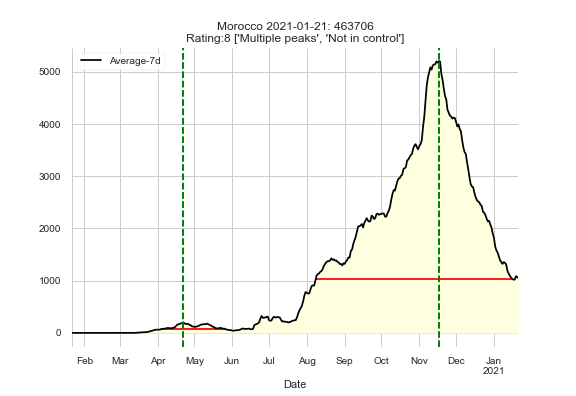 Morocco 2021-01-21: 463706
Rating:8 ['Multiple peaks', 'Not in control']
Average-7d
5000
4000
3000
2000
1000
0
Feb Mar Apr May Jun Jul Aug Sep Oct Nov Dec Jan
2021
Date